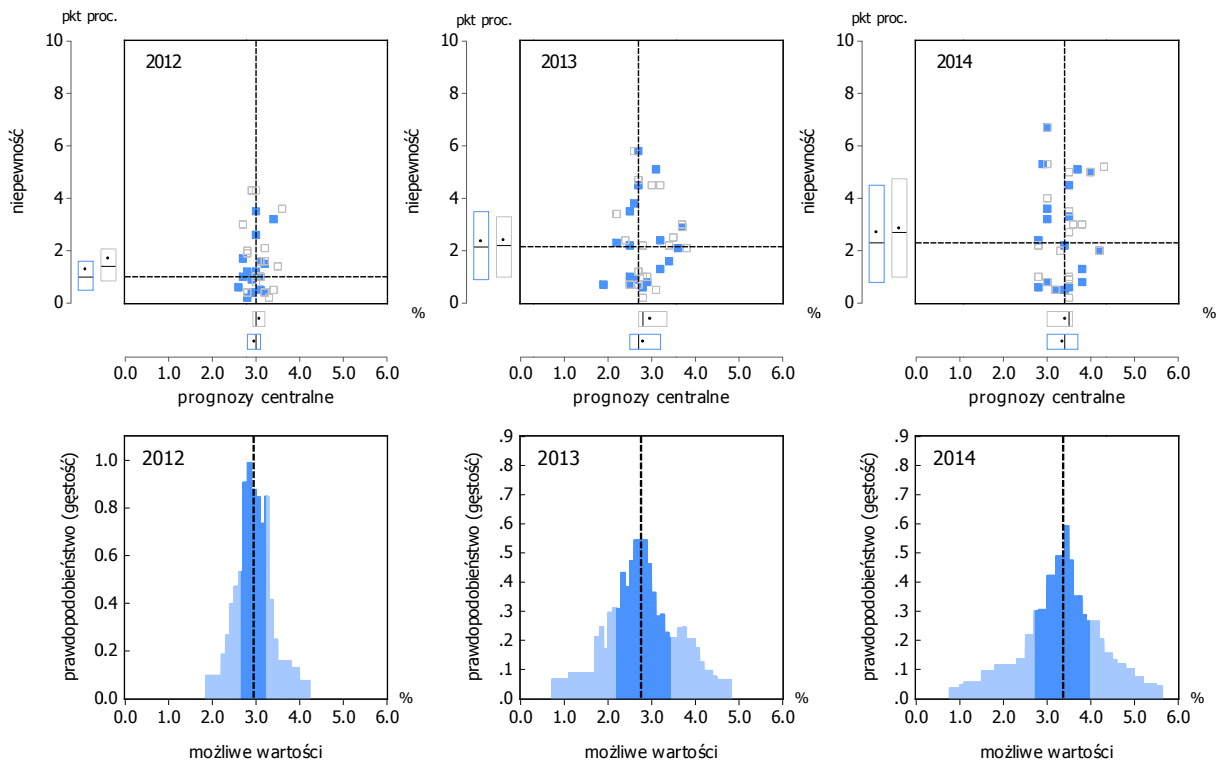 pkt proc.
10
8
6
4
2
0
niepewność
2012
%
0.0 1.0 2.0 3.0 4.0 5.0 6.0
prognozy centralne
pkt proc.
10
8
6
4
2
0
niepewność
2013
%
0.0 1.0 2.0 3.0 4.0 5.0 6.0
prognozy centralne
pkt proc.
10
8
6
4
2
0
niepewność
2014
%
0.0 1.0 2.0 3.0 4.0 5.0 6.0
prognozy centralne
prawdopodobieństwo (gęstość)
1.0
0.8
0.6
0.4
0.2
0.0
2012
%
0.0 1.0 2.0 3.0 4.0 5.0 6.0
możliwe wartości
prawdopodobieństwo (gęstość)
.9
.8
.7
.6
.5
.4
.3
.2
.1
.0
2013
%
0.0 1.0 2.0 3.0 4.0 5.0 6.0
możliwe wartości
prawdopodobieństwo (gęstość)
.9
.8
.7
.6
.5
.4
.3
.2
.1
.0
2014
%
0.0 1.0 2.0 3.0 4.0 5.0 6.0
możliwe wartości